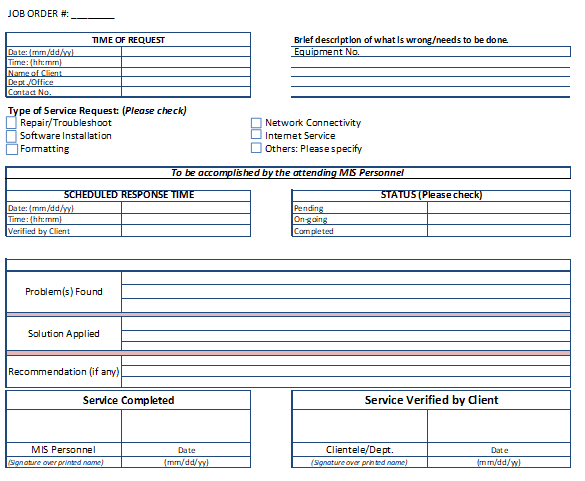 JOB ORDER #: _________
TIME OF REQUEST
Date: (mm/dd/yy)
Time: (hh:mm)
Name of Client
Dept./Office
Contact No.
Brief description of what is wrong/needs to be done.
Equipment No.
Type of Service Request: (Please check)
Repair/Troubleshoot
Software Installation
Formatting
Network Connectivity
Internet Service
Others: Please specify
To be accomplished by the attending MIS Personnel
SCHEDULED RESPONSE TIME
Date: (mm/dd/yy)
Time: (hh:mm)
Verified by Client
STATUS (Please check)
Pending
On-going
Completed
Problem(s) Found
Solution Applied
Recommendation (if any)
Service Completed
MIS Personnel
(Signature over printed name)
Date
(mm/dd/yy)
Service Verified by Client
Clientele/Dept.
(Signature over printed name)
Date
(mm/dd/yy)